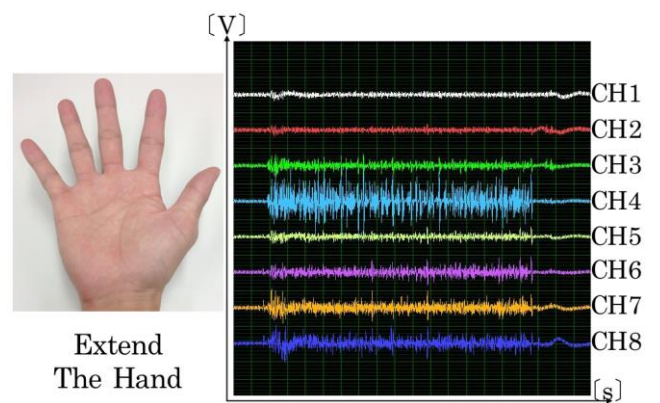 [V]
CH1
CH2
CH3
CH4
CH5
CH6
CH7
CH8
[s]
Extend
The Hand